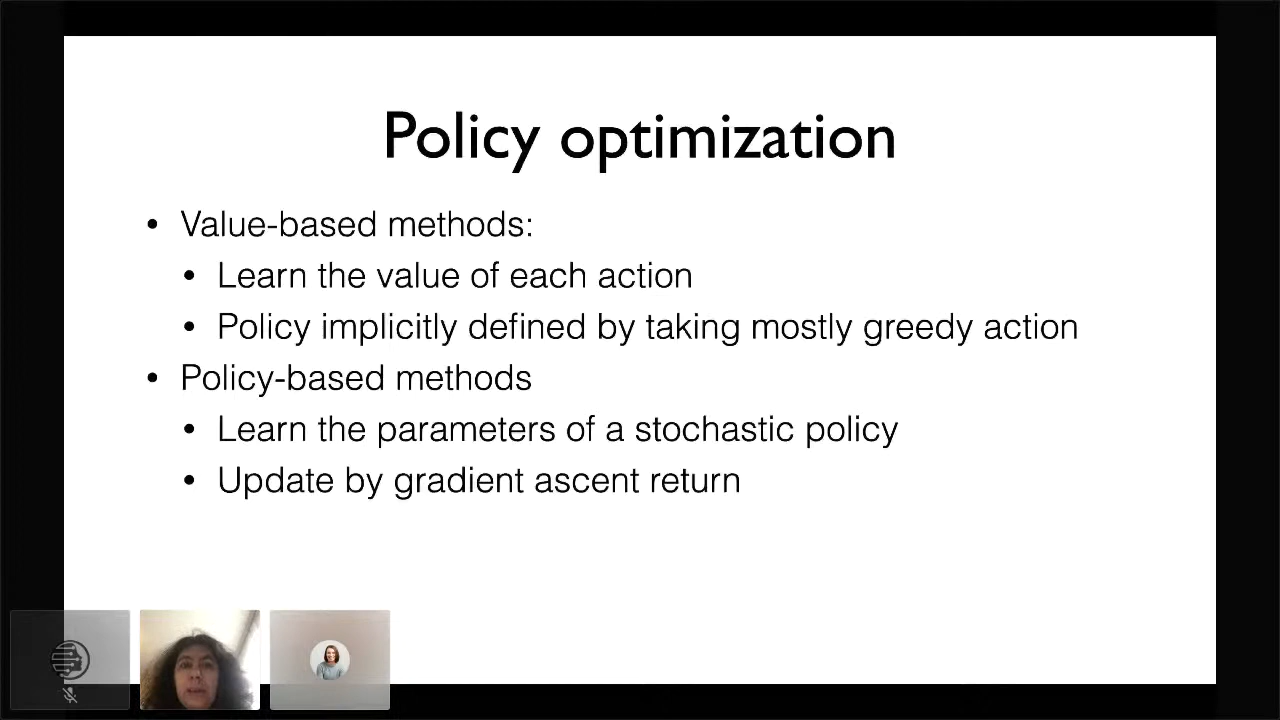 Policy optimization
• Value-based methods:
• Learn the value of each action
• Policy implicitly defined by taking mostly greedy action
• Policy-based methods
• Learn the parameters of a stochastic policy
• Update by gradient ascent return